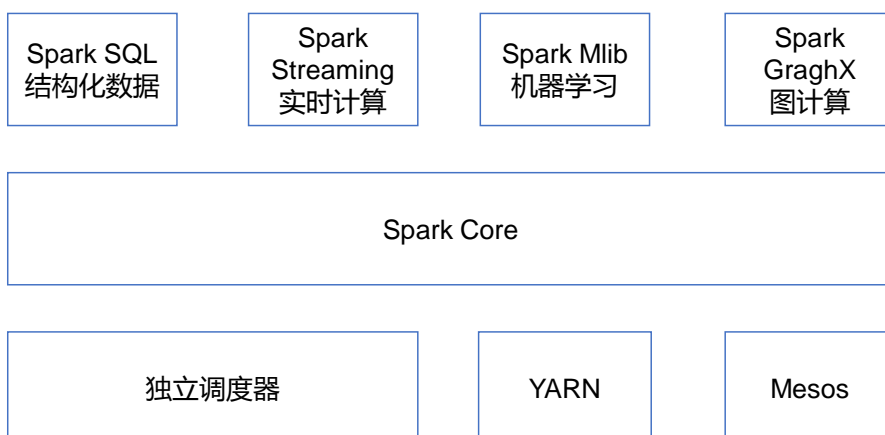 Spark SQL
结构化数据
Spark
Streaming
实时计算
Spark Mlib
机器学习
Spark
GraghX
图计算
Spark Core
独立调度器
YARN
Mesos